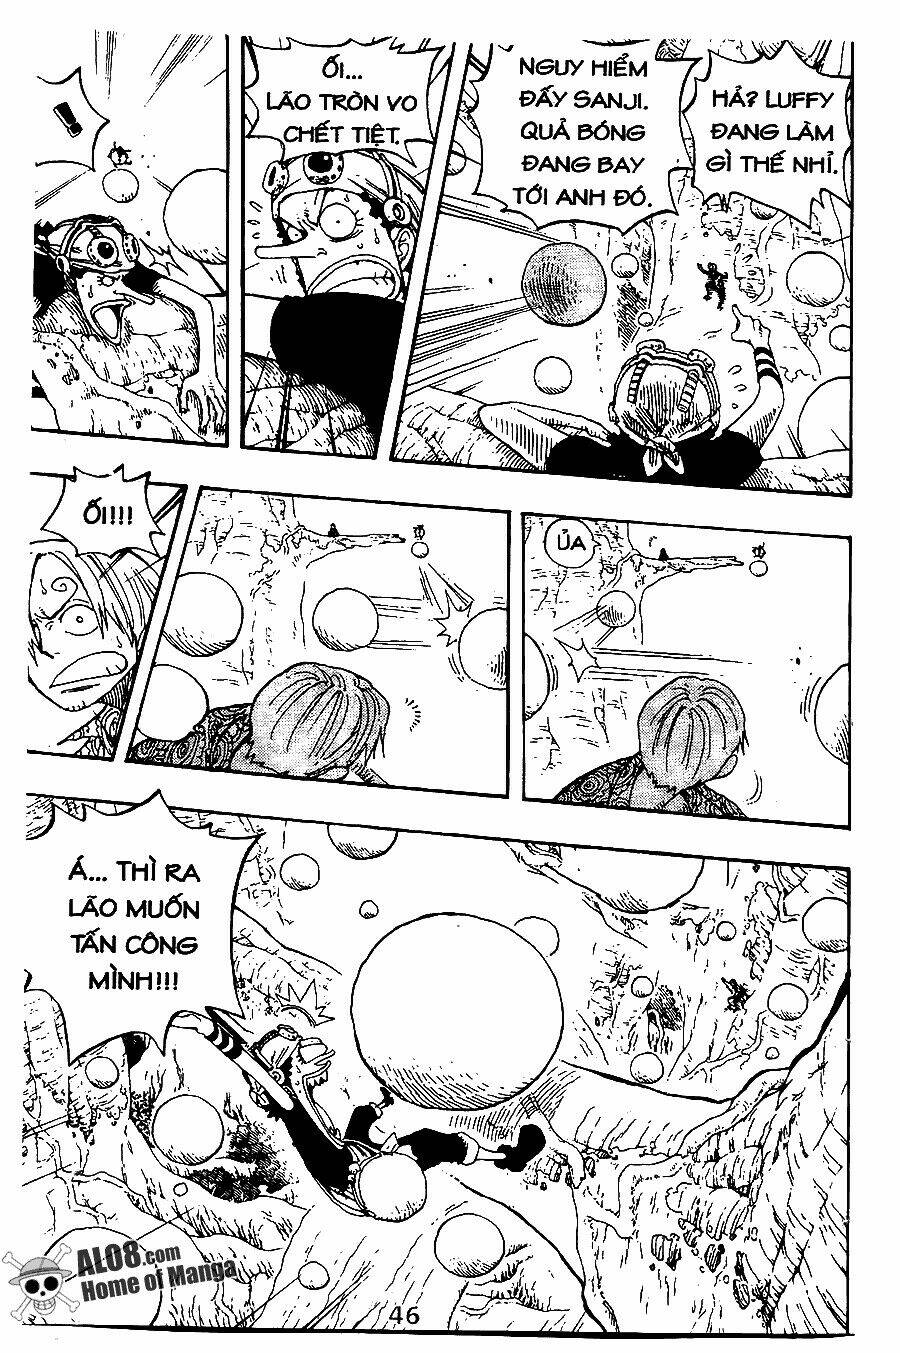 HẢ? LUFFY
ĐANG LÀM
GÌ THẾ NHỈ.
NGUY HIỂM
ĐẤY SANJI.
QUẢ BÓNG
ĐANG BAY
TỚI ANH ĐÓ.
ỐI...
LÃO TRÒN VO
CHẾT TIỆT.
!
ỦA
ỐI!!!!
Á... THÌ RA
LÃO MUỐN
TẤN CÔNG
MÌNH!!!
ALO8.com
Home of Manga
46